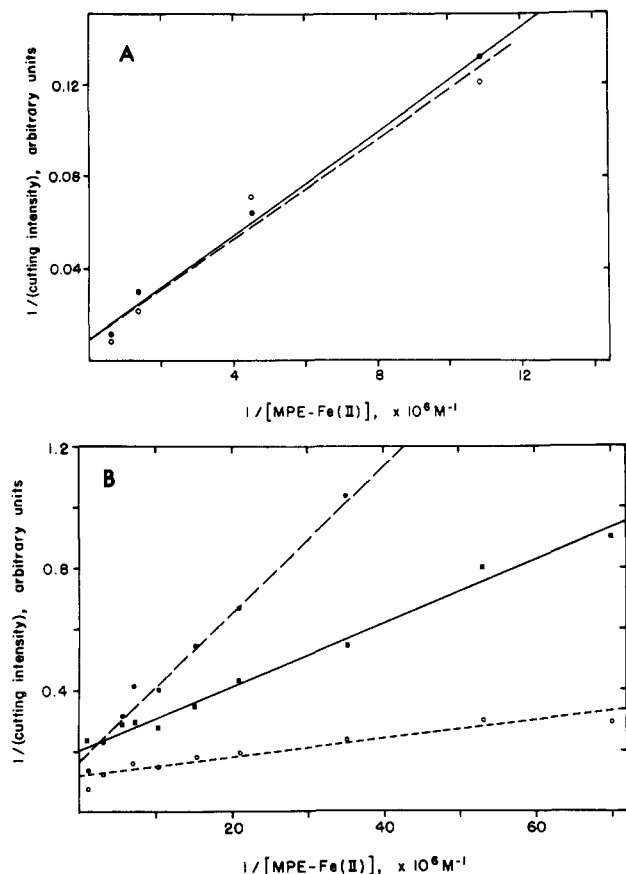 A
0.12
0.08
0.04
1/(cutting intensity), arbitrary units
4
8
12
1/[MPE-Fe(II)], x 10⁶ M⁻¹
B
1.2
0.8
0.4
1/(cutting intensity), arbitrary units
20
40
60
1/[MPE-Fe(II)], x 10⁶ M⁻¹